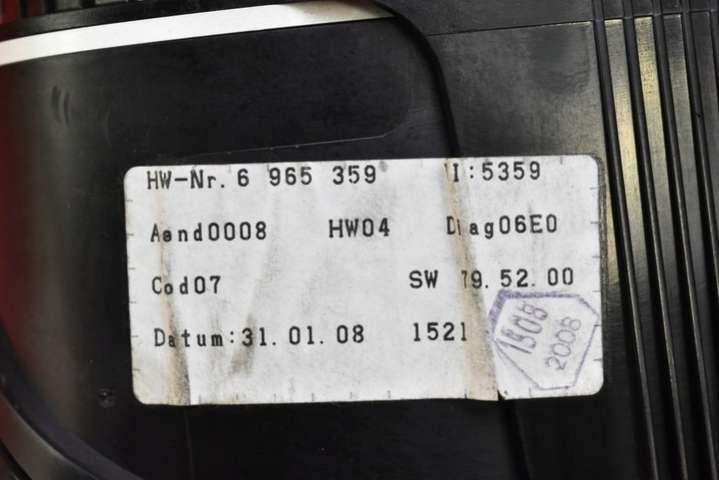 HW-Nr. 6 965 359 I:5359
Aend0008 HW04 Diag06E0
Cod07 SW 79.52.00
Datum:31.01.08 1521
2008